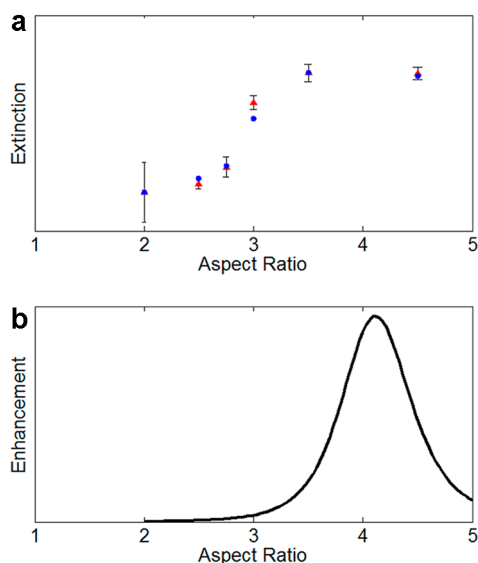 a
Extinction
1 2 3 4 5
Aspect Ratio
b
Enhancement
1 2 3 4 5
Aspect Ratio